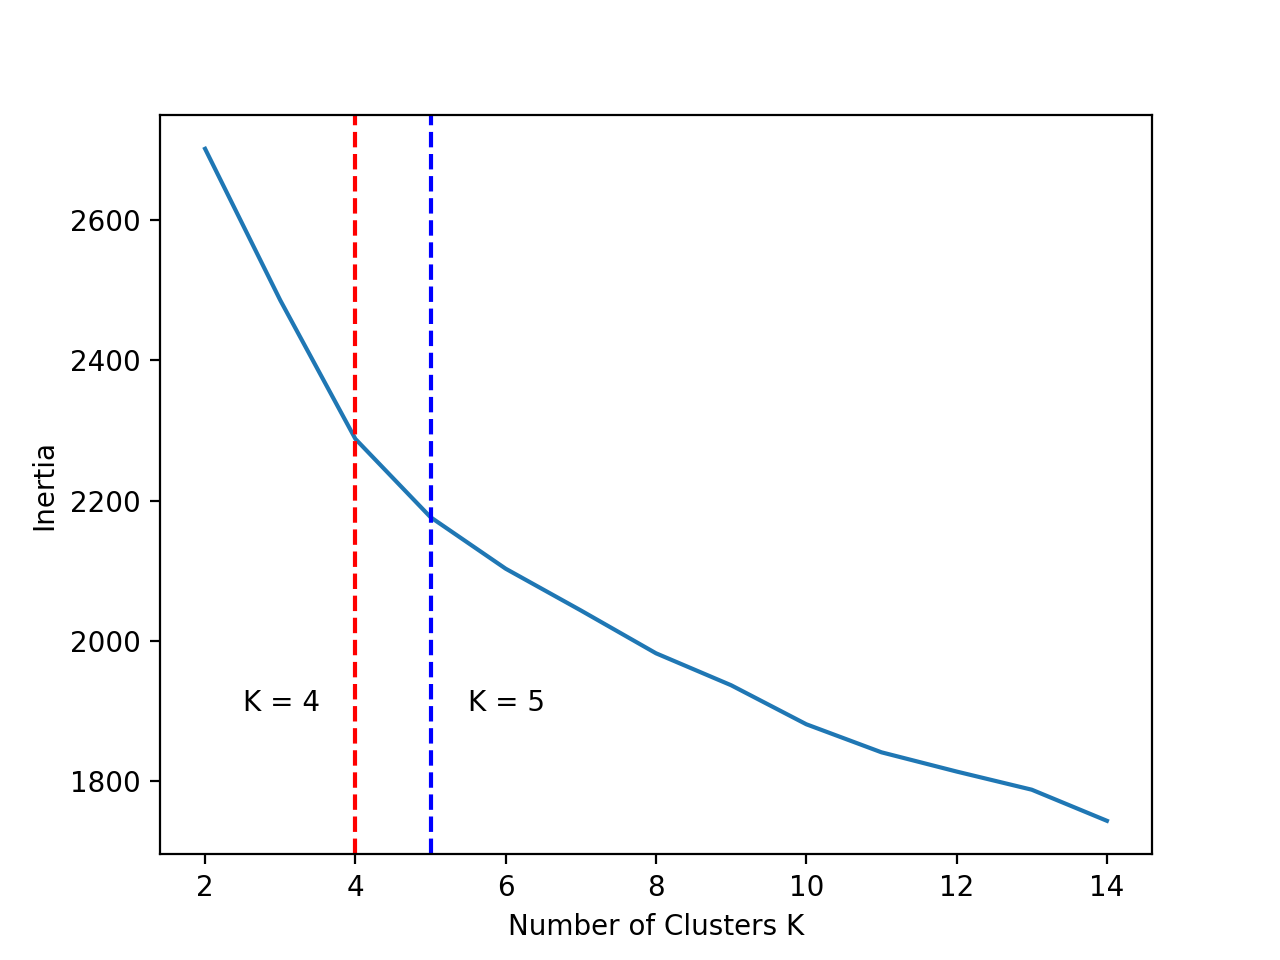 2600
2400
2200
2000
1800
Inertia
K = 4
K = 5
2 4 6 8 10 12 14
Number of Clusters K